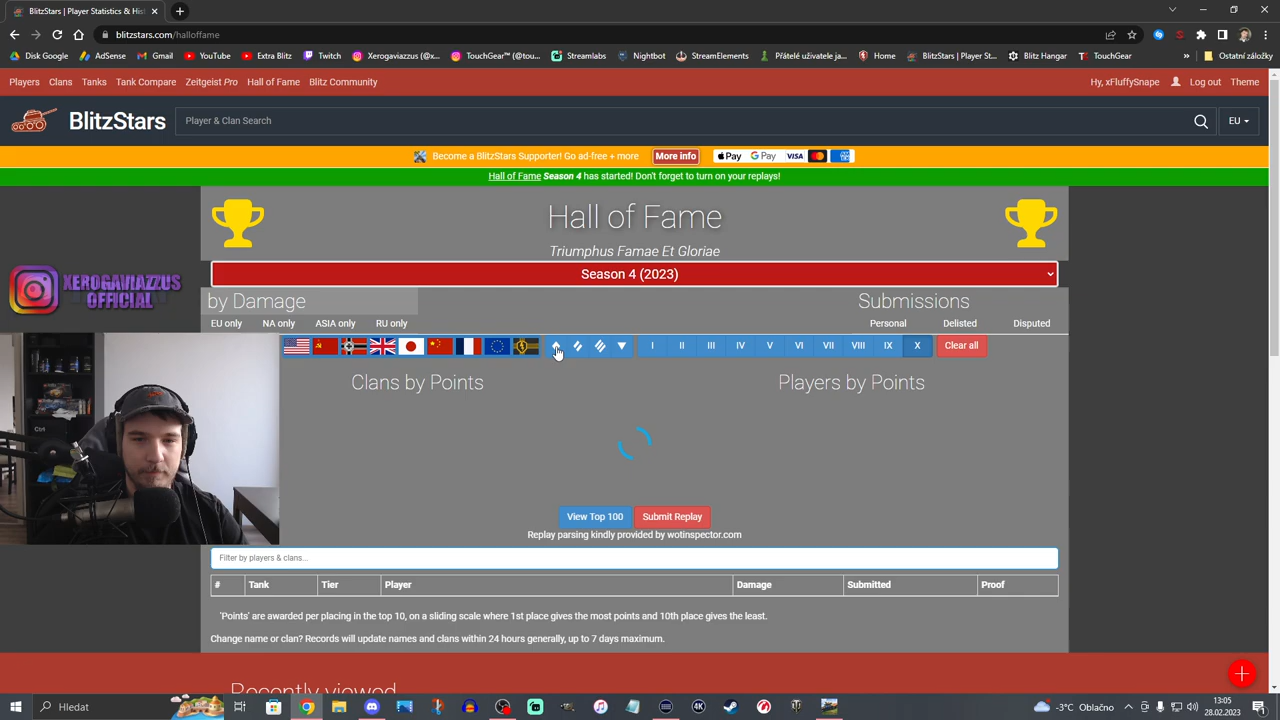 BlitzStars | Player Statistics & Hist
blitzstars.com/halloffame
Disk Google AdSense Gmail YouTube Extra Blitz Twitch Xerogaviazzus (@x... TouchGear™ (@tou... Streamlabs Nightbot StreamElements Přátelé uživatele ja... Home BlitzStars | Player St... Blitz Hangar TouchGear » Ostatní záložky
Players Clans Tanks Tank Compare Zeitgeist Pro Hall of Fame Blitz Community Hy, xFluffySnape Log out Theme
BlitzStars Player & Clan Search EU
Become a BlitzStars Supporter! Go ad-free + more More info Pay G Pay VISA
Hall of Fame Season 4 has started! Don't forget to turn on your replays!
Hall of Fame
Triumphus Famae Et Gloriae
Season 4 (2023)
XEROGAVIAZZUS
OFFICIAL
by Damage Submissions
EU only NA only ASIA only RU only Personal Delisted Disputed
I II III IV V VI VII VIII IX X Clear all
Clans by Points Players by Points
Ctrl
View Top 100 Submit Replay
Replay parsing kindly provided by wotinspector.com
Filter by players & clans...
# Tank Tier Player Damage Submitted Proof
'Points' are awarded per placing in the top 10, on a sliding scale where 1st place gives the most points and 10th place gives the least.
Change name or clan? Records will update names and clans within 24 hours generally, up to 7 days maximum.
Recently viewed
Hledat -3°C Oblačno 13:05
28.02.2023